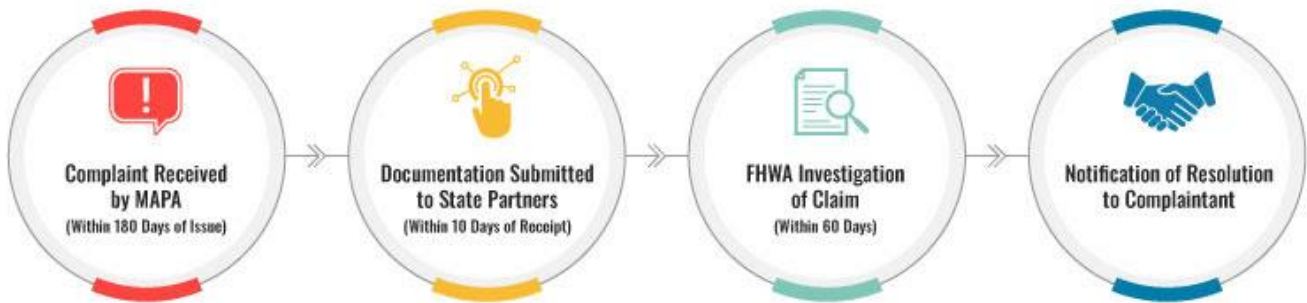 Complaint Received
by MAPA
(Within 180 Days of Issue)
Documentation Submitted
to State Partners
(Within 10 Days of Receipt)
FHWA Investigation
of Claim
(Within 60 Days)
Notification of Resolution
to Complainant